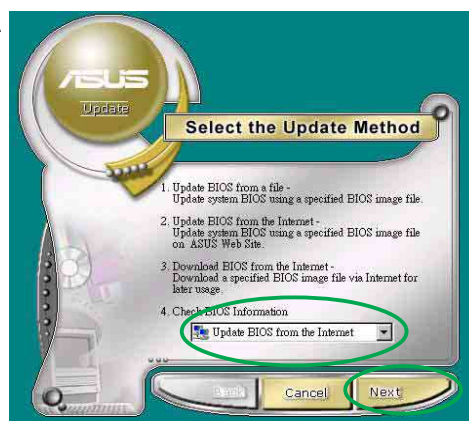 ASUS
Update
Select the Update Method
1. Update BIOS from a file -
Update system BIOS using a specified BIOS image file.
2. Update BIOS from the Internet -
Update system BIOS using a specified BIOS image file
on ASUS Web Site.
3. Download BIOS from the Internet -
Download a specified BIOS image file via Internet for
later usage.
4. Check BIOS Information
Update BIOS from the Internet
Back
Cancel
Next